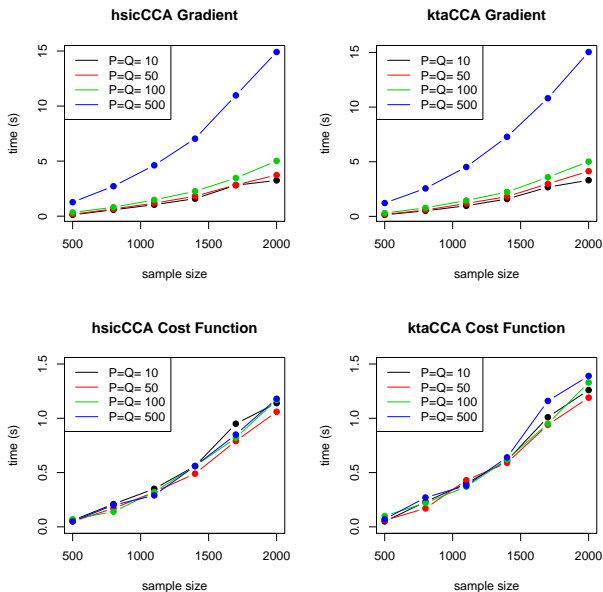 hsicCCA Gradient
time (s)
15
10
5
0
P=Q= 10
P=Q= 50
P=Q= 100
P=Q= 500
500 1000 1500 2000
sample size
ktaCCA Gradient
time (s)
15
10
5
0
P=Q= 10
P=Q= 50
P=Q= 100
P=Q= 500
500 1000 1500 2000
sample size
hsicCCA Cost Function
time (s)
1.5
1.0
0.5
0.0
P=Q= 10
P=Q= 50
P=Q= 100
P=Q= 500
500 1000 1500 2000
sample size
ktaCCA Cost Function
time (s)
1.5
1.0
0.5
0.0
P=Q= 10
P=Q= 50
P=Q= 100
P=Q= 500
500 1000 1500 2000
sample size